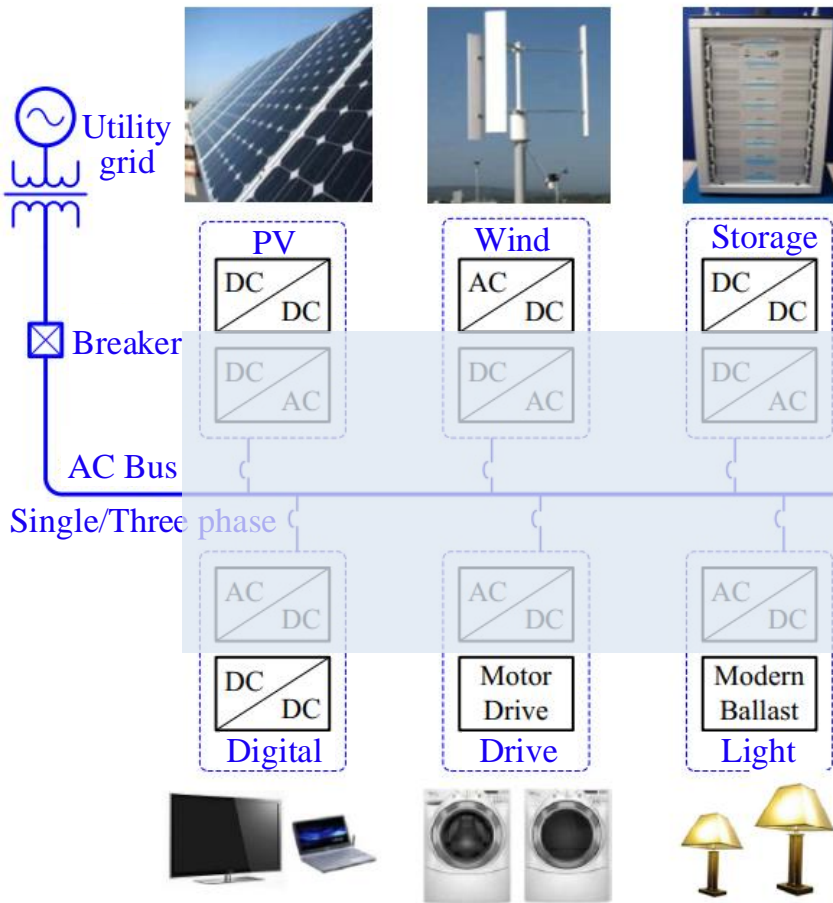 Utility
grid
PV
Wind
Storage
DC
DC
AC
DC
DC
DC
Breaker
DC
AC
DC
AC
DC
AC
AC Bus
Single/Three phase
AC
DC
AC
DC
AC
DC
DC
DC
Motor
Drive
Modern
Ballast
Digital
Drive
Light